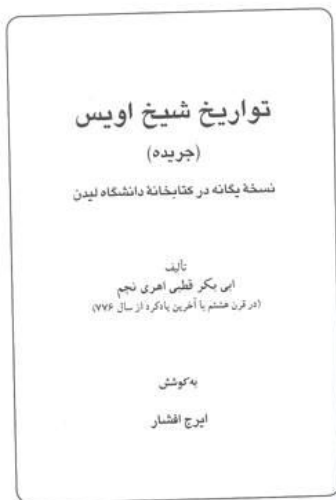 تواریخ شیخ اویس
(جریده)
نسخهٔ یگانه در کتابخانهٔ دانشگاه لیدن
تألیف
ابی بکر قطبی اهری نجم
(در قرن هشتم با آخرین یادکرد از سال ۷۷۶)
به کوشش
ایرج افشار